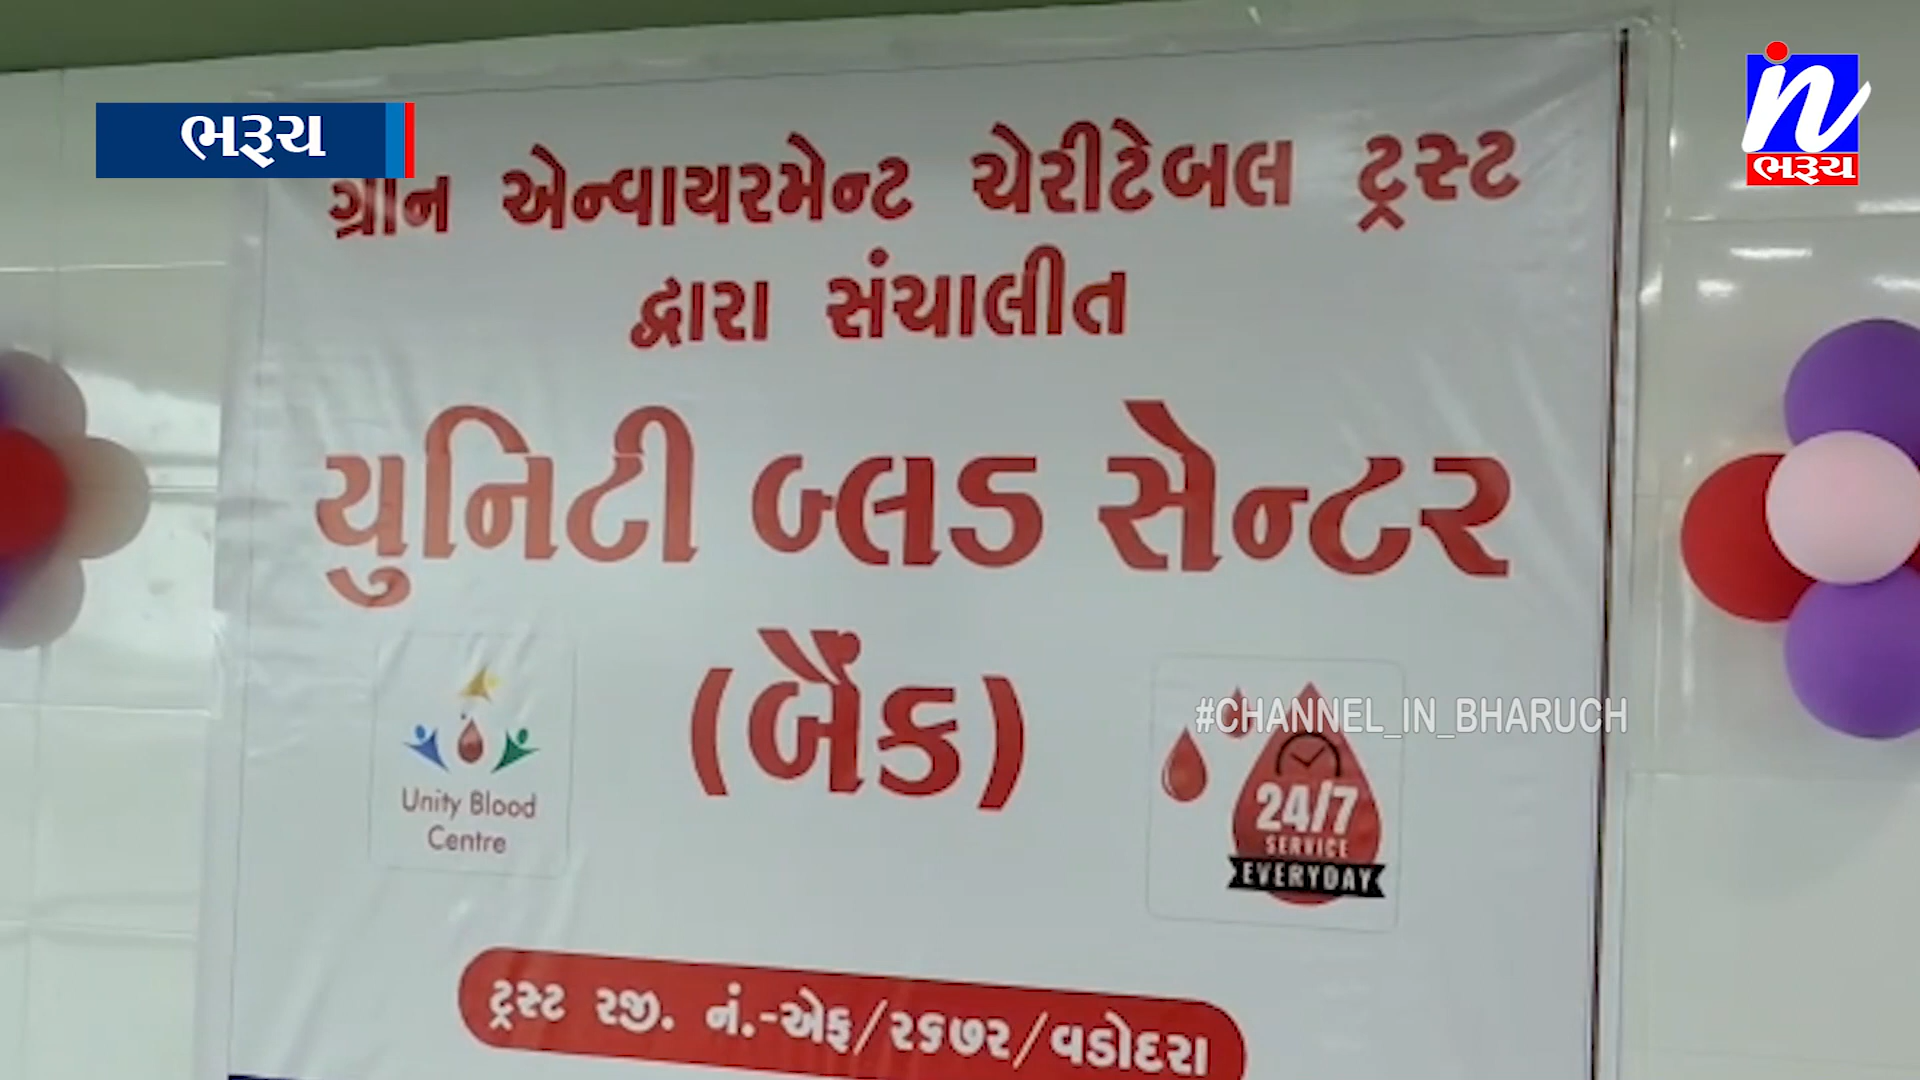 ભરૂચ
ભરૂચ
ગ્રીન એન્વાયરમેન્ટ ચેરીટેબલ ટ્રસ્ટ
દ્વારા સંચાલીત
યુનિટી બ્લડ સેન્ટર
(બૈંક)
#CHANNEL_IN_BHARUCH
Unity Blood
Centre
24/7
SERVICE
EVERYDAY
ટ્રસ્ટ રજી. નં.-એફ/૨૬૭૨/વડોદરા